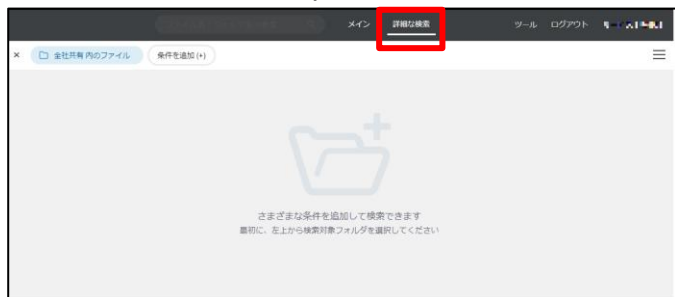 メイン 詳細な検索 ツール ログアウト
× 全社共有 内のファイル 条件を追加 (+)
さまざまな条件を追加して検索できます
最初に、左上から検索対象フォルダを選択してください